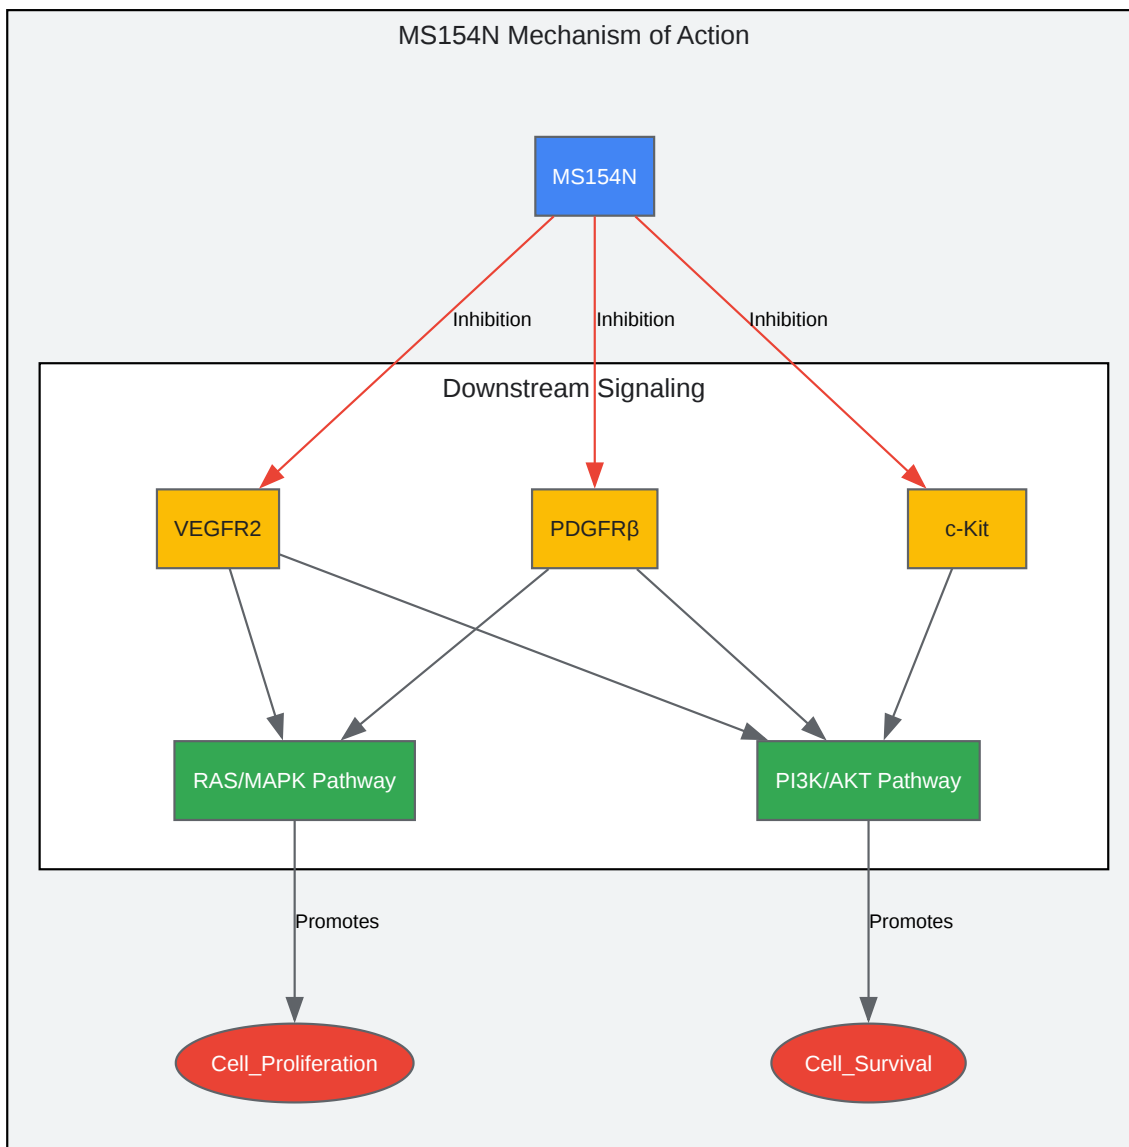 MS154N Mechanism of Action
MS154N
Inhibition
Inhibition
Inhibition
Downstream Signaling
VEGFR2
PDGFRβ
c-Kit
RAS/MAPK Pathway
PI3K/AKT Pathway
Promotes
Promotes
Cell_Proliferation
Cell_Survival